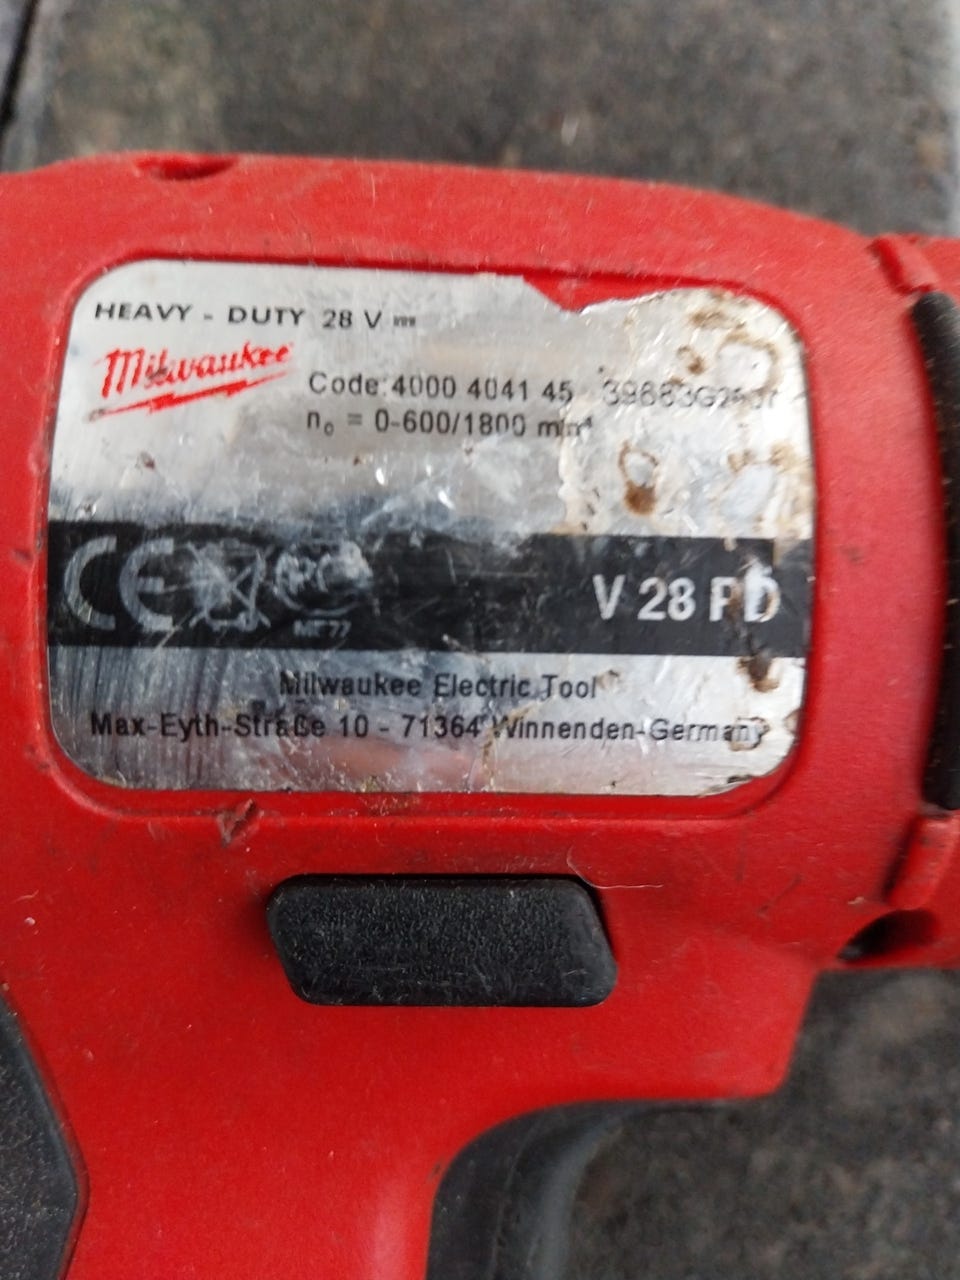 HEAVY - DUTY 28 V
Milwaukee
Code: 4000 4041 45
n₀ = 0-600/1800 min⁻¹
CE
V 28 PD
Milwaukee Electric Tool
Max-Eyth-Straße 10 - 71364 Winnenden-Germany